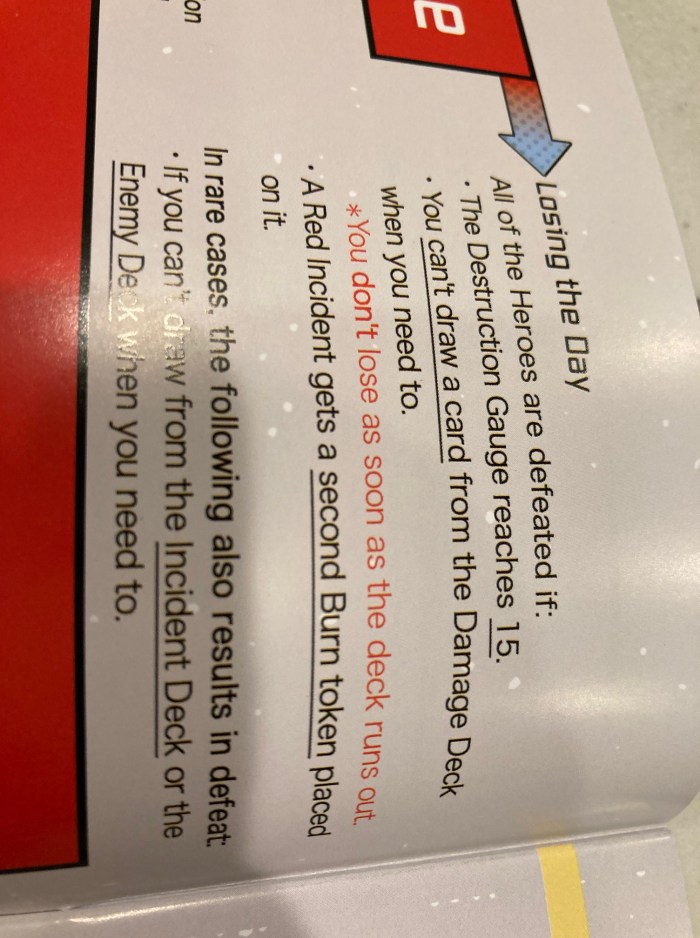 e
on
Losing the Day
All of the Heroes are defeated if:
· The Destruction Gauge reaches 15.
· You can't draw a card from the Damage Deck
when you need to.
*You don't lose as soon as the deck runs out.
· A Red Incident gets a second Burn token placed
on it.
In rare cases, the following also results in defeat:
· If you can't draw from the Incident Deck or the
Enemy Deck when you need to.